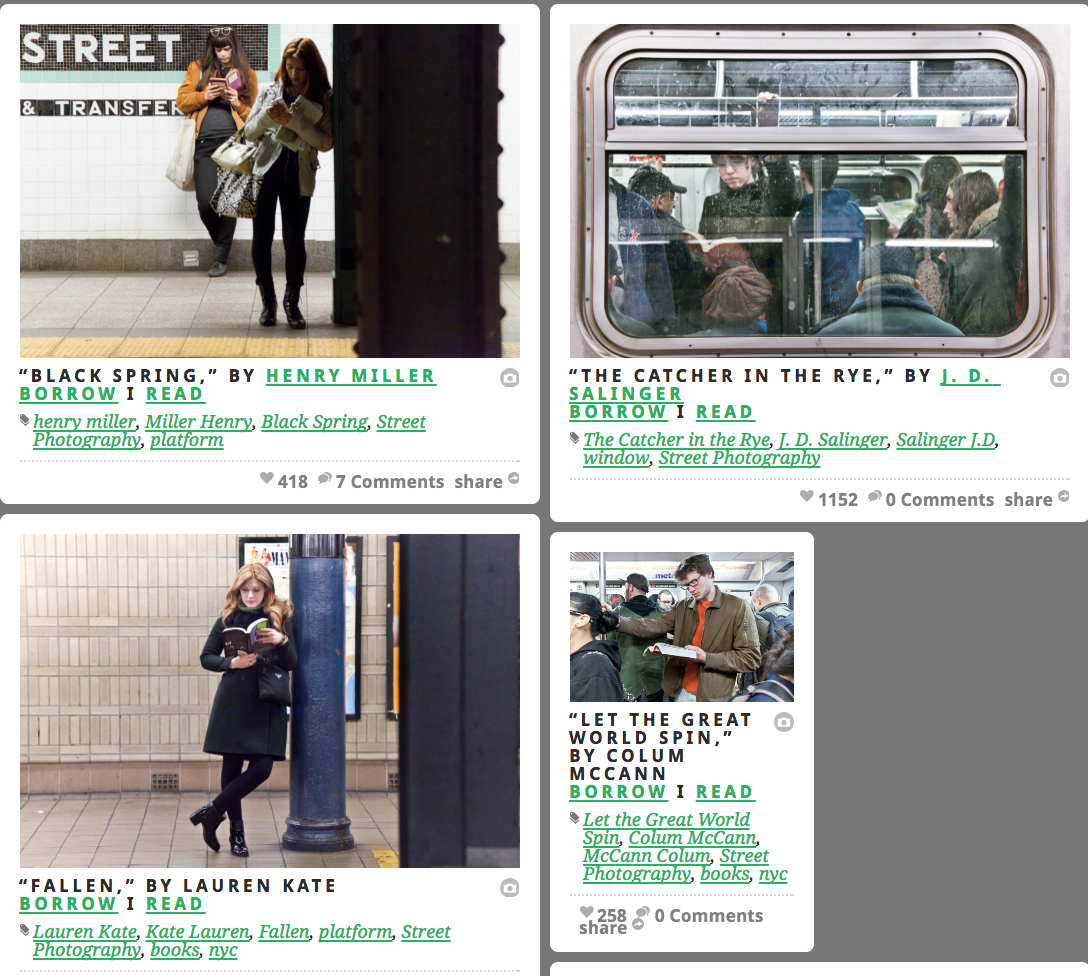 STREET
& TRANSFER
“BLACK SPRING,” BY HENRY MILLER
BORROW I READ
henry miller, Miller Henry, Black Spring, Street
Photography, platform
418 7 Comments share
“THE CATCHER IN THE RYE,” BY J. D.
SALINGER
BORROW I READ
The Catcher in the Rye, J. D. Salinger, Salinger J.D,
window, Street Photography
1152 0 Comments share
“FALLEN,” BY LAUREN KATE
BORROW I READ
Lauren Kate, Kate Lauren, Fallen, platform, Street
Photography, books, nyc
“LET THE GREAT
WORLD SPIN,”
BY COLUM
MCCANN
BORROW I READ
Let the Great World
Spin, Colum McCann,
McCann Colum, Street
Photography, books, nyc
258 0 Comments
share